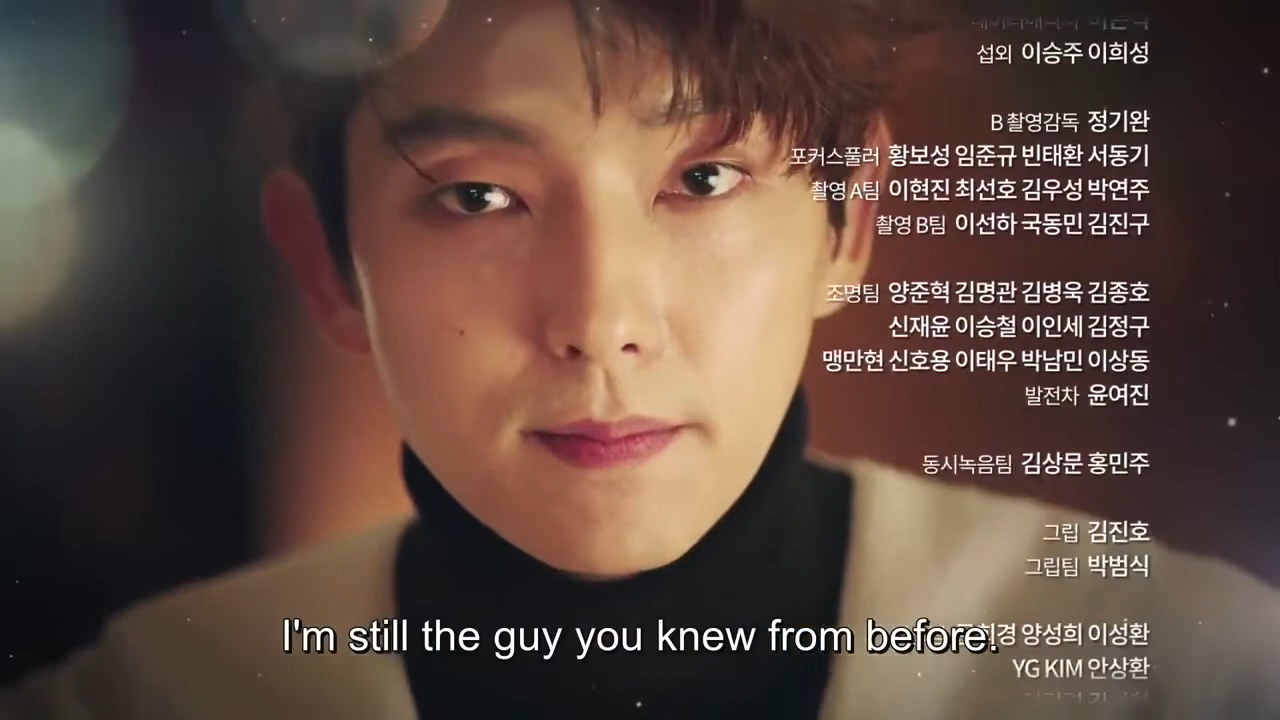 섭외 이승주 이희성
B 촬영감독 정기완
포커스풀러 황보성 임준규 빈태환 서동기
촬영 A팀 이현진 최선호 김우성 박연주
촬영 B팀 이선하 국동민 김진구
조명팀 양준혁 김명관 김병욱 김종호
신재윤 이승철 이인세 김정구
맹만현 신호용 이태우 박남민 이상동
발전차 윤여진
동시녹음팀 김상문 홍민주
그립 김진호
그립팀 박범식
양성희 이성환
I'm still the guy you knew from before.
YG KIM 안상환